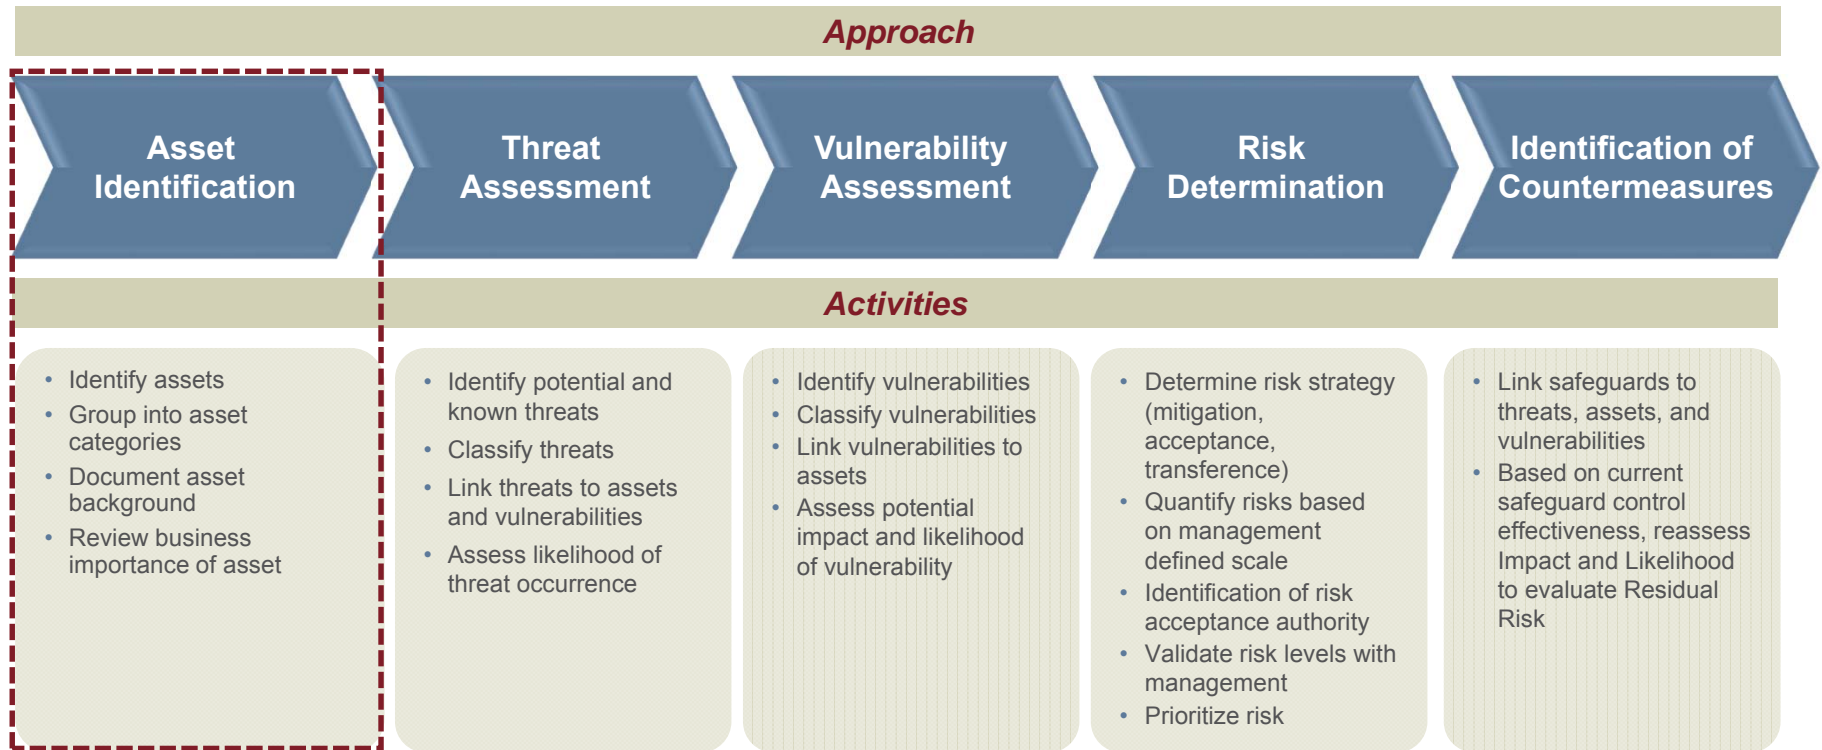 Approach
Asset
Identification
Threat
Assessment
Vulnerability
Assessment
Risk
Determination
Identification of
Countermeasures
Activities
• Identify assets
• Group into asset
categories
• Document asset
background
• Review business
importance of asset
• Identify potential and
known threats
• Classify threats
• Link threats to assets
and vulnerabilities
• Assess likelihood of
threat occurrence
• Identify vulnerabilities
• Classify vulnerabilities
• Link vulnerabilities to
assets
• Assess potential
impact and likelihood
of vulnerability
• Determine risk strategy
(mitigation,
acceptance,
transference)
• Quantify risks based
on management
defined scale
• Identification of risk
acceptance authority
• Validate risk levels with
management
• Prioritize risk
• Link safeguards to
threats, assets, and
vulnerabilities
• Based on current
safeguard control
effectiveness, reassess
Impact and Likelihood
to evaluate Residual
Risk